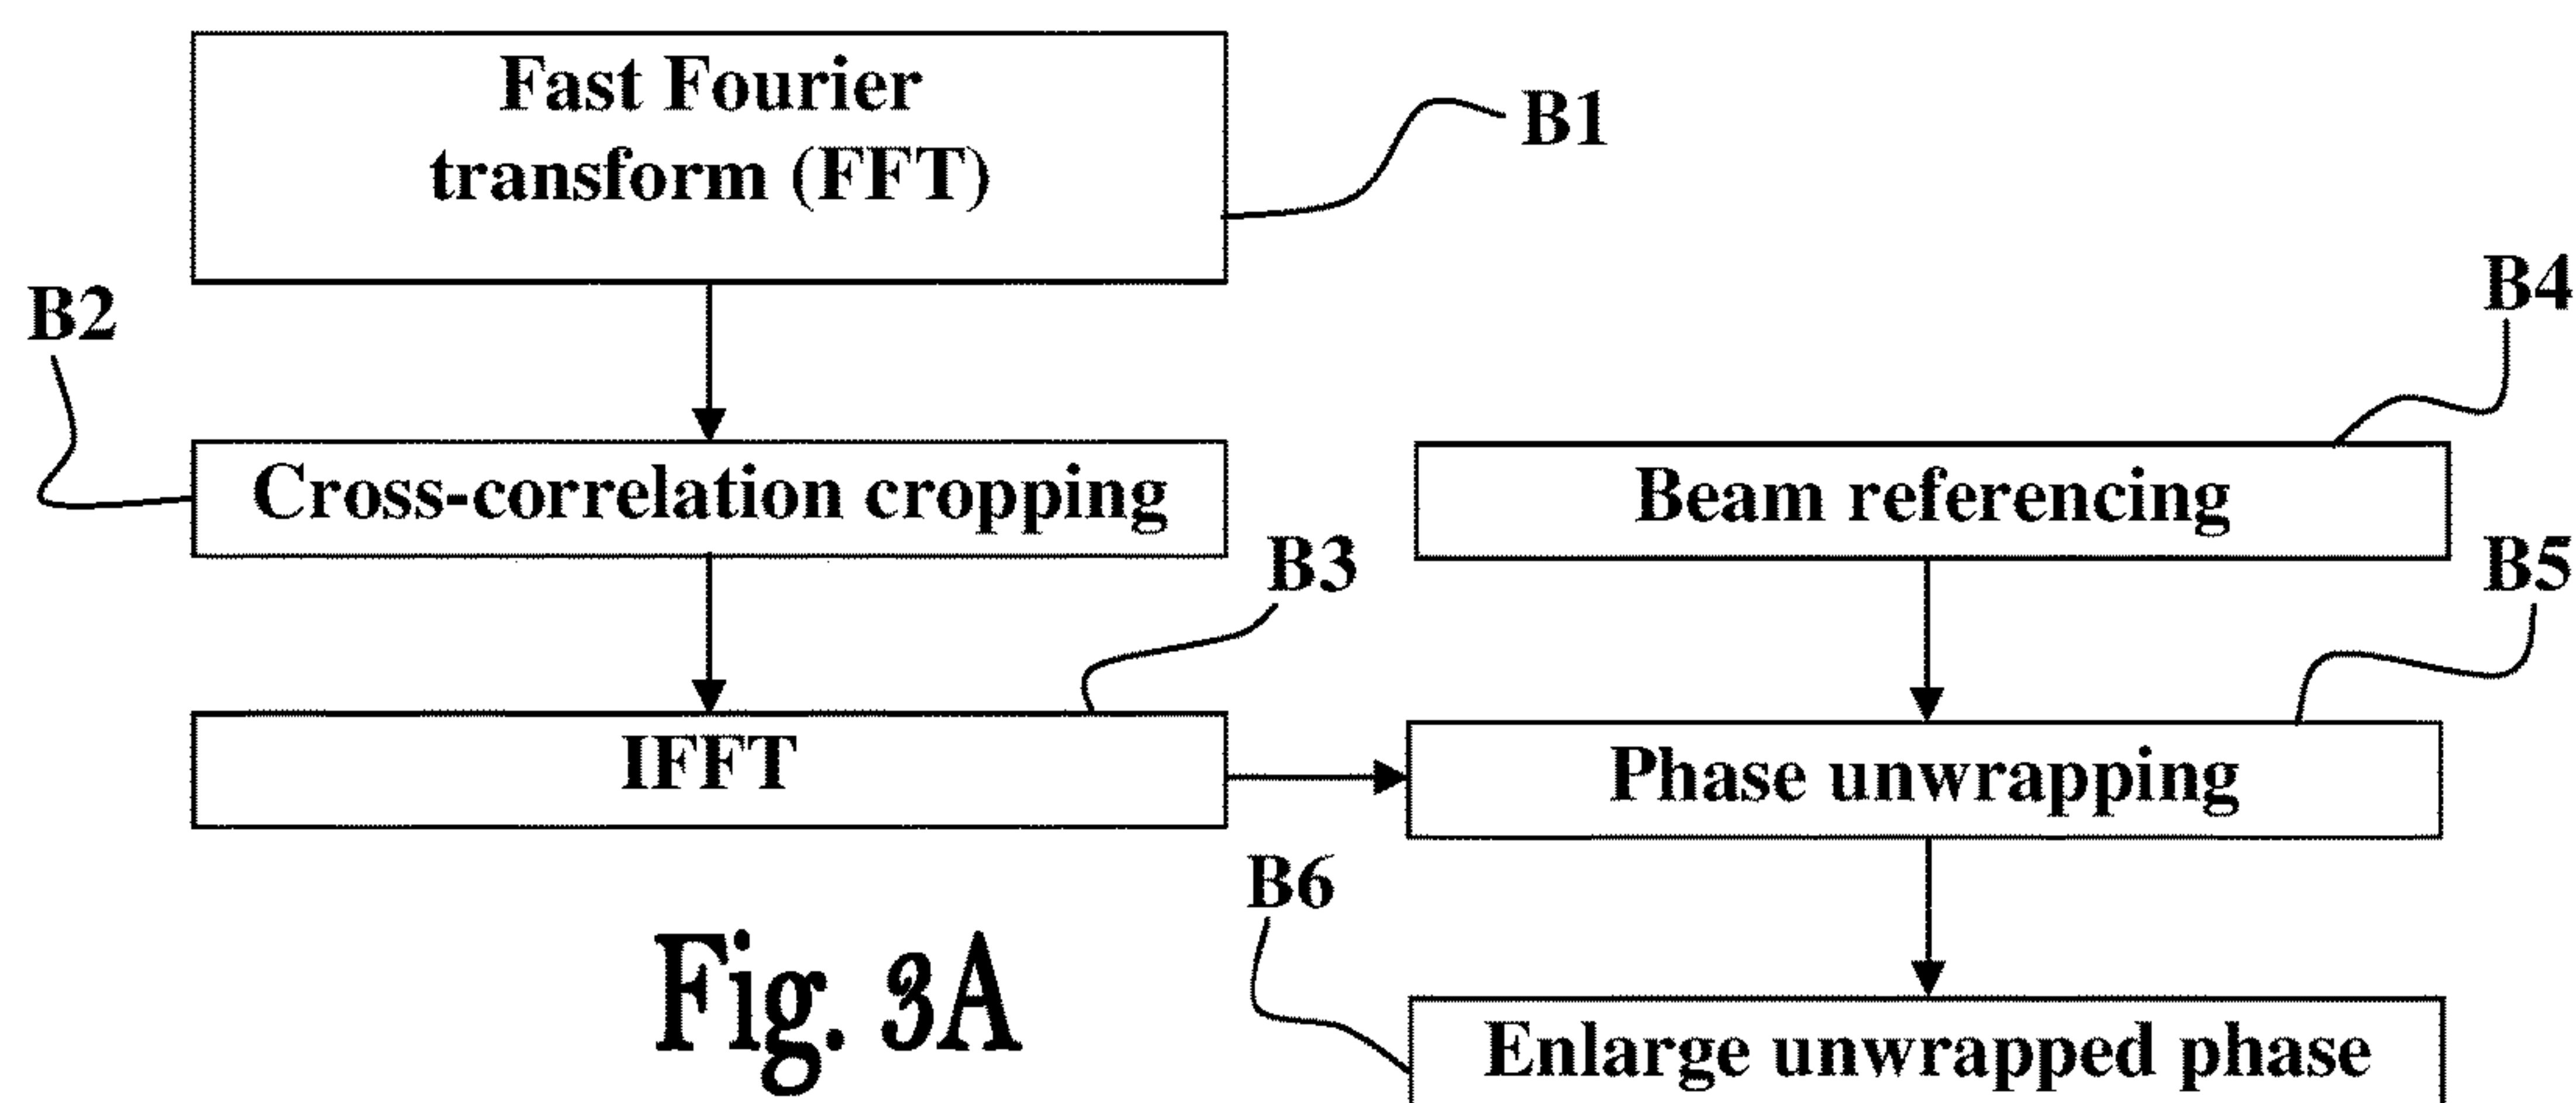 Fast Fourier
transform (FFT)
B1
B2
B4
Cross-correlation cropping
Beam referencing
B3
B5
IFFT
Phase unwrapping
B6
Fig. 3A
Enlarge unwrapped phase